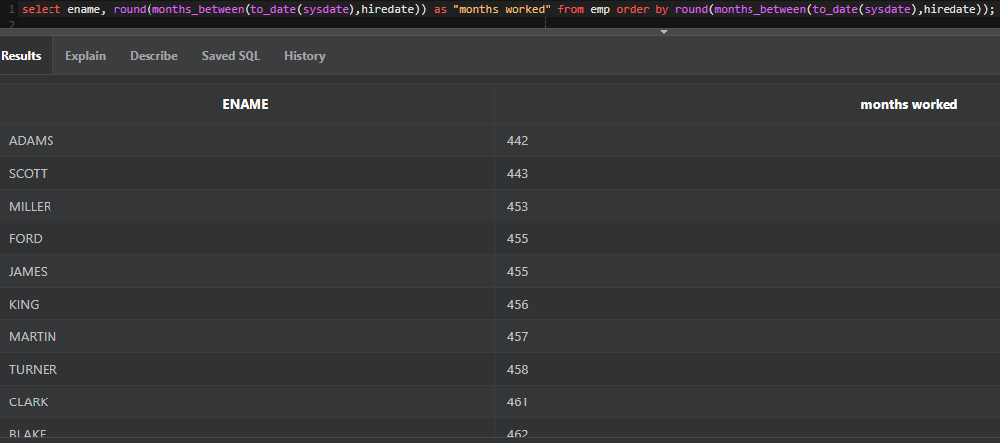 1 select ename, round(months_between(to_date(sysdate),hiredate)) as "months worked" from emp order by round(months_between(to_date(sysdate),hiredate));
2
Results Explain Describe Saved SQL History
ENAME months worked
ADAMS 442
SCOTT 443
MILLER 453
FORD 455
JAMES 455
KING 456
MARTIN 457
TURNER 458
CLARK 461
BLAKE 462